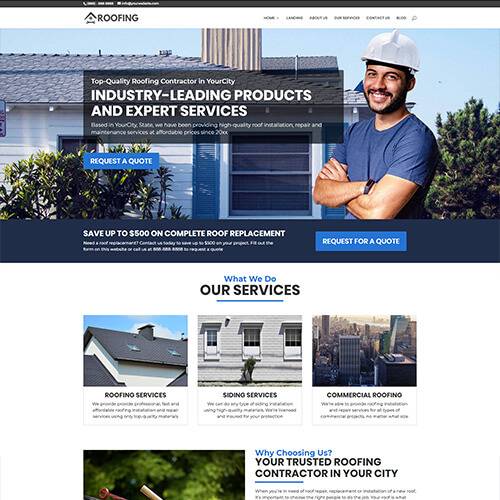 (888) - 888-8888 info@yourwebsite.com
ROOFING
HOME LANDING ABOUT US OUR SERVICES CONTACT US BLOG
Top-Quality Roofing Contractor in YourCity
INDUSTRY-LEADING PRODUCTS
AND EXPERT SERVICES
Based in YourCity, State, we have been providing high-quality roof installation, repair and
maintenance services at affordable prices since 20xx.
REQUEST A QUOTE
SAVE UP TO $500 ON COMPLETE ROOF REPLACEMENT
Need a roof replacement? Contact us today to save up to $500 on your project. Fill out the
form on this website or call us at 888-888-8888 to request a quote
REQUEST FOR A QUOTE
What We Do
OUR SERVICES
ROOFING SERVICES
We provide provide professional, fast and
affordable roofing installation and repair
services using only top quality materials
SIDING SERVICES
We can do any type of siding installation
using high-quality materials. We're licensed
and insured for your protection
COMMERCIAL ROOFING
We're able to provide roofing installation
and repair services for all types of
commercial projects, no matter what size.
Why Choosing Us?
YOUR TRUSTED ROOFING
CONTRACTOR IN YOUR CITY
When you're in need of roof repair, replacement or installation of a new roof,
it's important to choose the right people to do the job. Your roof is what